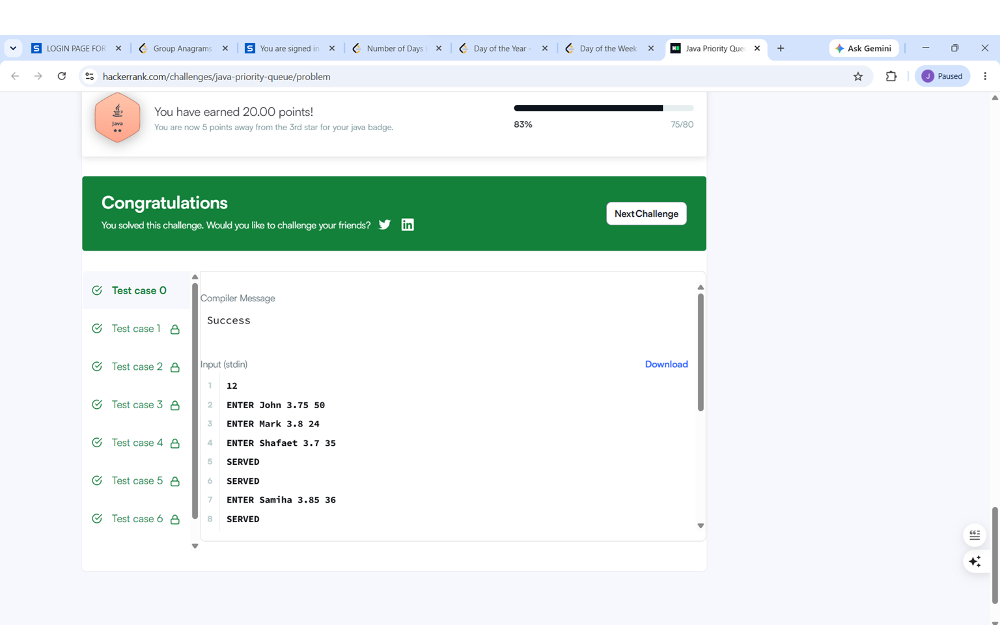 LOGIN PAGE FOR
Group Anagrams
You are signed in
Number of Days
Day of the Year -
Day of the Week
Java Priority Que
Ask Gemini
hackerrank.com/challenges/java-priority-queue/problem
J Paused
Java
You have earned 20.00 points!
You are now 5 points away from the 3rd star for your java badge.
83%
75/80
Congratulations
You solved this challenge. Would you like to challenge your friends?
Next Challenge
Test case 0
Test case 1
Test case 2
Test case 3
Test case 4
Test case 5
Test case 6
Compiler Message
Success
Input (stdin)
Download
1 12
2 ENTER John 3.75 50
3 ENTER Mark 3.8 24
4 ENTER Shafaet 3.7 35
5 SERVED
6 SERVED
7 ENTER Samiha 3.85 36
8 SERVED